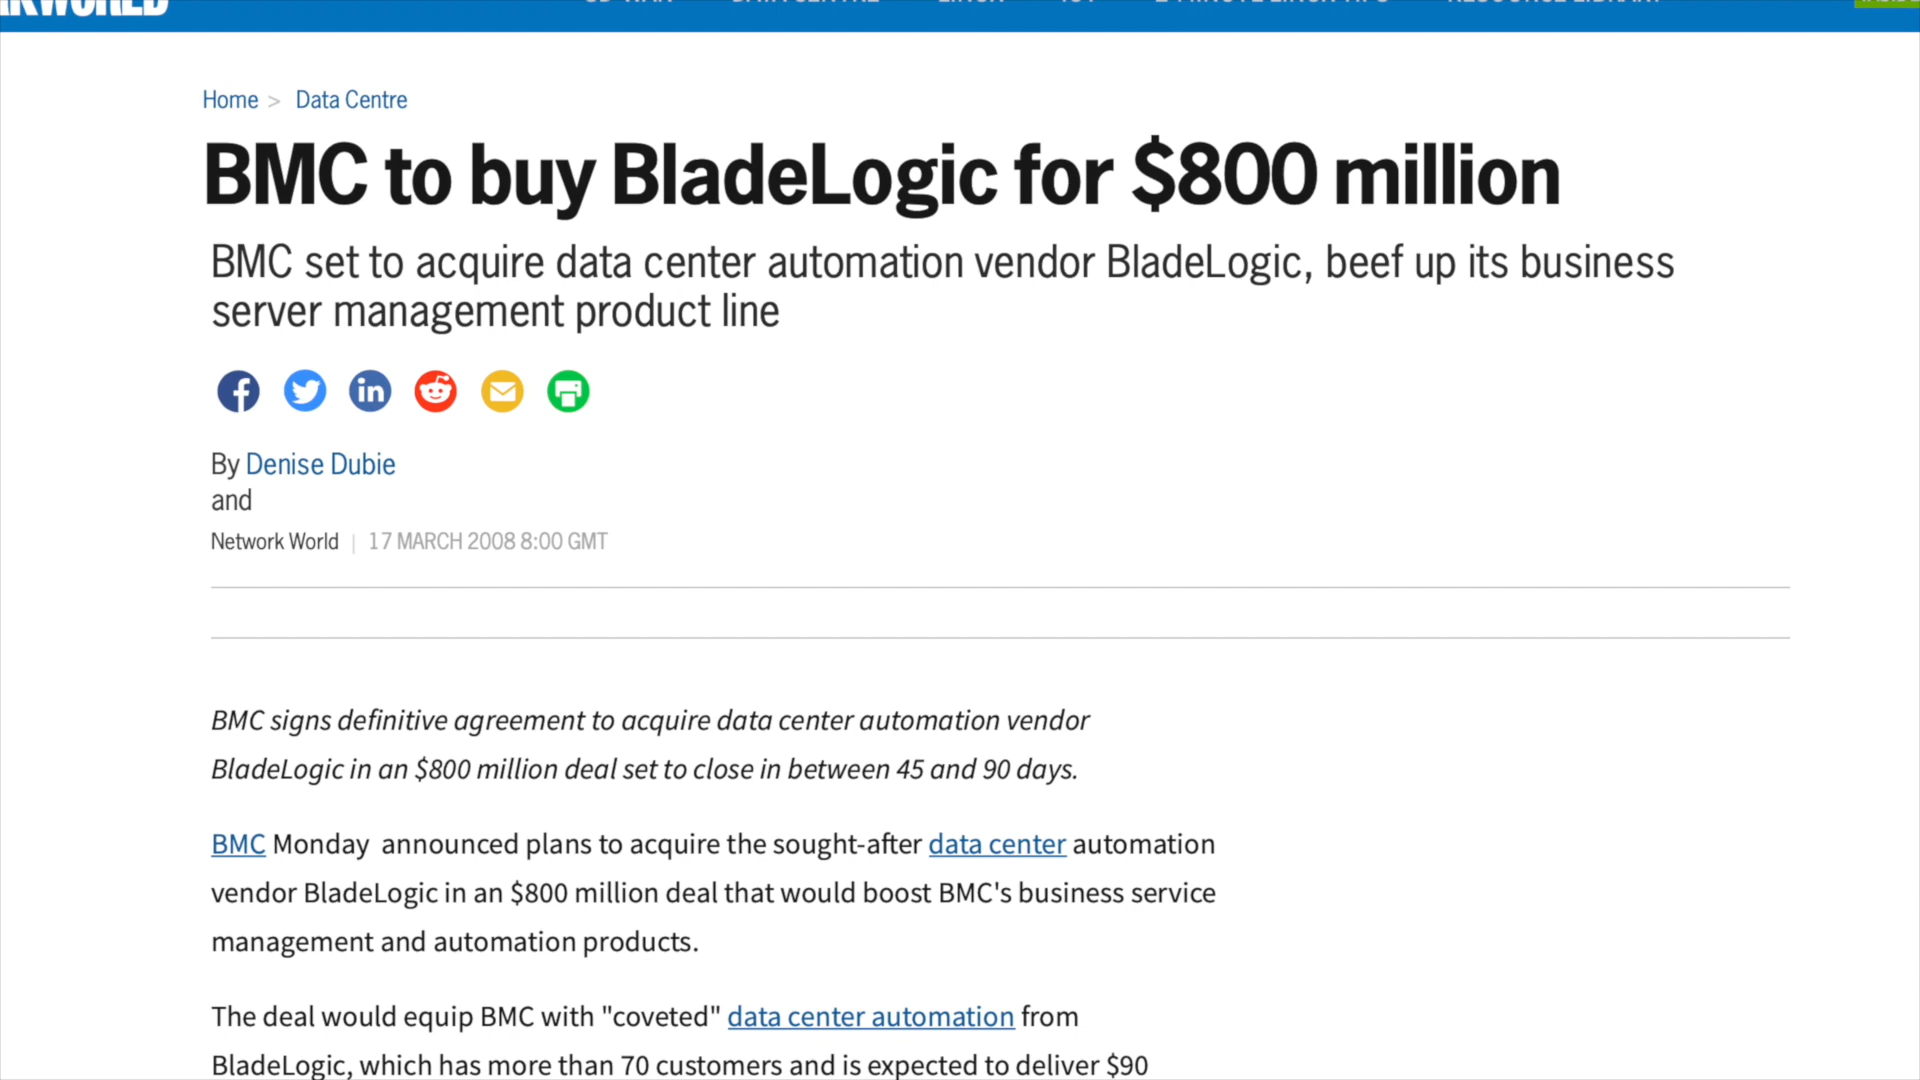 Home > Data Centre
BMC to buy BladeLogic for $800 million
BMC set to acquire data center automation vendor BladeLogic, beef up its business
server management product line
By Denise Dubie
and
Network World | 17 MARCH 2008 8:00 GMT
BMC signs definitive agreement to acquire data center automation vendor
BladeLogic in an $800 million deal set to close in between 45 and 90 days.
BMC Monday announced plans to acquire the sought-after data center automation
vendor BladeLogic in an $800 million deal that would boost BMC's business service
management and automation products.
The deal would equip BMC with "coveted" data center automation from
BladeLogic, which has more than 70 customers and is expected to deliver $90